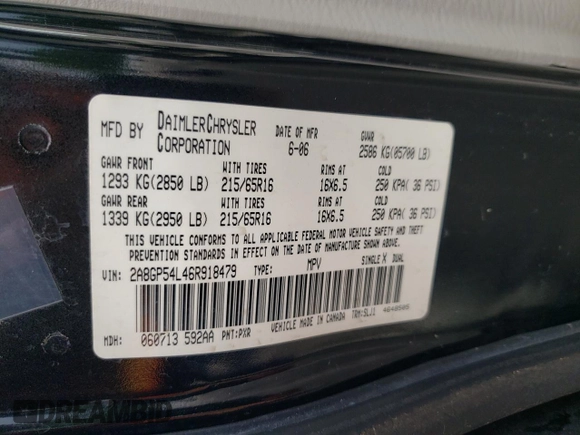 MFD BY DAIMLERCHRYSLER CORPORATION DATE OF MFR 6-06 GVWR 2586 KG(05700 LB)
GAWR FRONT WITH TIRES RIMS AT COLD
1293 KG(2850 LB) 215/65R16 16X6.5 250 KPA( 36 PSI)
GAWR REAR WITH TIRES RIMS AT COLD
1339 KG(2950 LB) 215/65R16 16X6.5 250 KPA( 36 PSI)
THIS VEHICLE CONFORMS TO ALL APPLICABLE FEDERAL MOTOR VEHICLE SAFETY AND THEFT
PREVENTION STANDARDS IN EFFECT ON THE DATE OF MANUFACTURE SHOWN ABOVE.
VIN: 2A8GP54L46R918479 TYPE: MPV SINGLE X DUAL
MDH: 060713 592AA PNT:PXR VEHICLE MADE IN CANADA TRM:SLJ1
DREAMBID